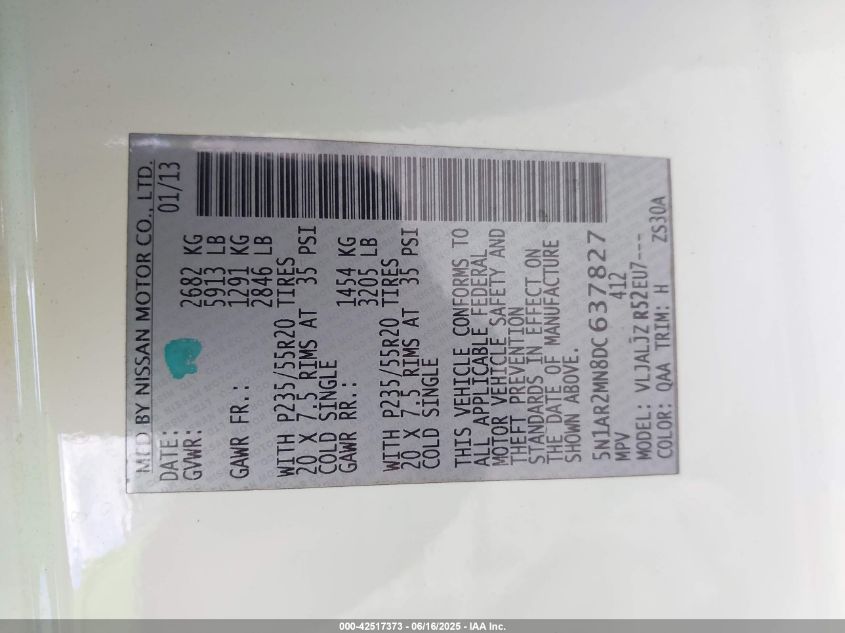 MFD BY NISSAN MOTOR CO., LTD.
DATE: 01/13
GVWR: 2682 KG
5913 LB
GAWR FR.: 1291 KG
2846 LB
WITH P235/55R20 TIRES
20 X 7.5 RIMS AT 35 PSI
COLD SINGLE
GAWR RR.: 1454 KG
3205 LB
WITH P235/55R20 TIRES
20 X 7.5 RIMS AT 35 PSI
COLD SINGLE
THIS VEHICLE CONFORMS TO
ALL APPLICABLE FEDERAL
MOTOR VEHICLE SAFETY AND
THEFT PREVENTION
STANDARDS IN EFFECT ON
THE DATE OF MANUFACTURE
SHOWN ABOVE.
5N1AR2MN8DC637827
MPV 412
MODEL: VLJALJZ R52EU7---
COLOR: QAA TRIM: H ZS30A
000-42517373 - 06/16/2025 - IAA Inc.